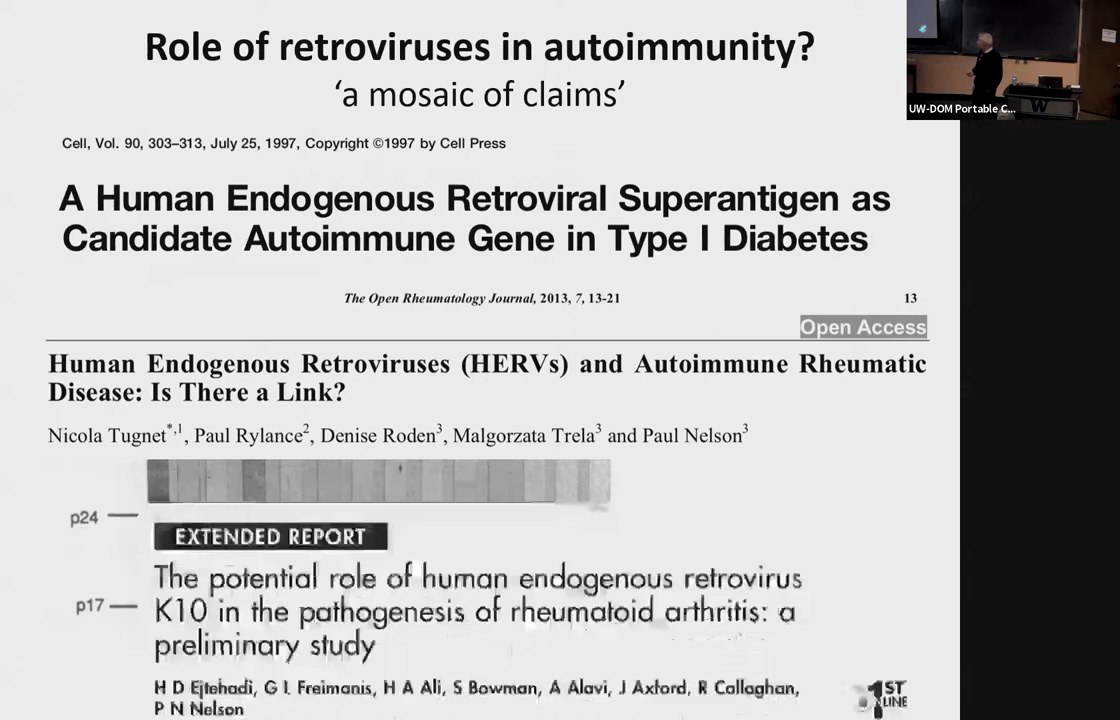 Role of retroviruses in autoimmunity?
‘a mosaic of claims’
UW-DOM Portable C...
W
Cell, Vol. 90, 303–313, July 25, 1997, Copyright ©1997 by Cell Press
A Human Endogenous Retroviral Superantigen as
Candidate Autoimmune Gene in Type I Diabetes
The Open Rheumatology Journal, 2013, 7, 13-21 13
Open Access
Human Endogenous Retroviruses (HERVs) and Autoimmune Rheumatic
Disease: Is There a Link?
Nicola Tugnet*,1, Paul Rylance2, Denise Roden3, Malgorzata Trela3 and Paul Nelson3
p24
EXTENDED REPORT
The potential role of human endogenous retrovirus
p17
K10 in the pathogenesis of rheumatoid arthritis: a
preliminary study
H D Ejtehadi, G L Freimanis, H A Ali, S Bowman, A Alavi, J Axford, R Callaghan,
P N Nelson
1ST
LINE